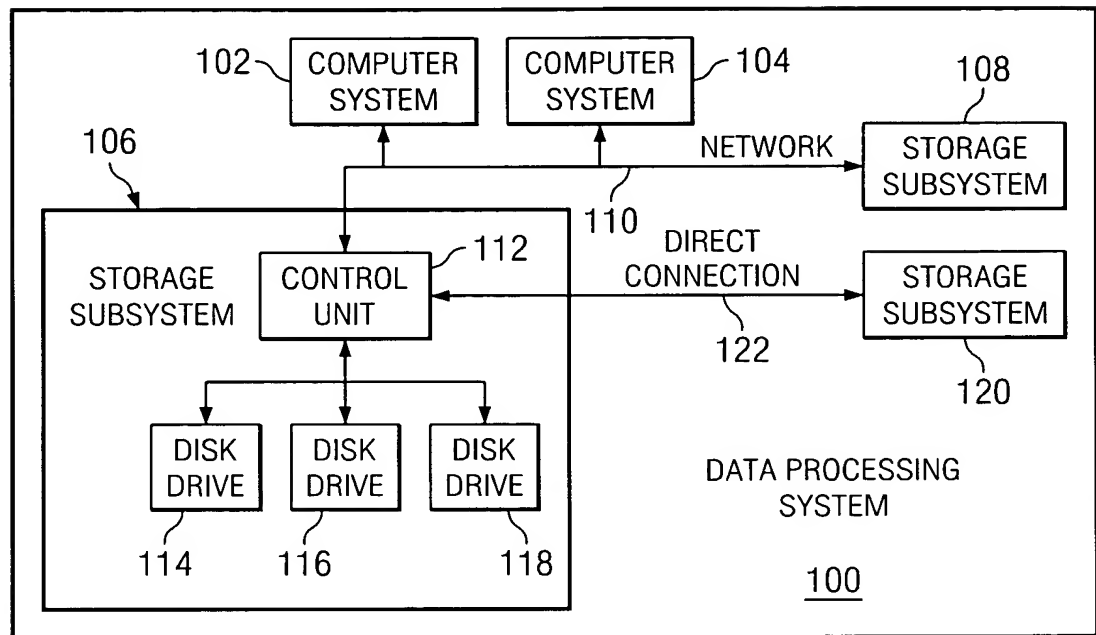 102
COMPUTER
SYSTEM
COMPUTER
SYSTEM
104
108
106
NETWORK
STORAGE
SUBSYSTEM
110
STORAGE
SUBSYSTEM
CONTROL
UNIT
112
DIRECT
CONNECTION
122
STORAGE
SUBSYSTEM
120
DISK
DRIVE
DISK
DRIVE
DISK
DRIVE
114
116
118
DATA PROCESSING
SYSTEM
100